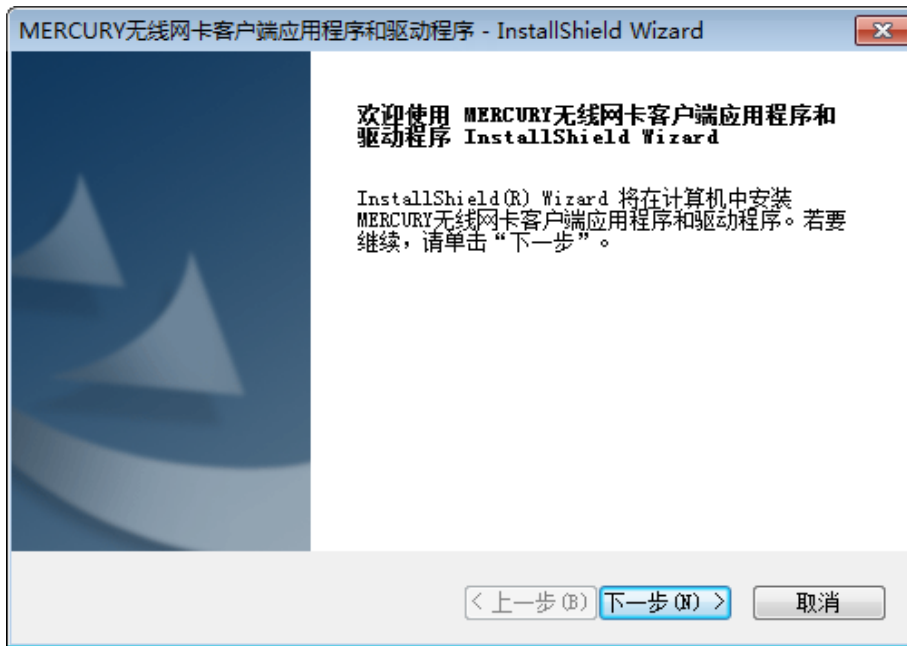 MERCURY无线网卡客户端应用程序和驱动程序 - InstallShield Wizard
欢迎使用 MERCURY无线网卡客户端应用程序和
驱动程序 InstallShield Wizard
InstallShield(R) Wizard 将在计算机中安装
MERCURY无线网卡客户端应用程序和驱动程序。若要
继续，请单击“下一步”。
< 上一步(B) 下一步(N) > 取消